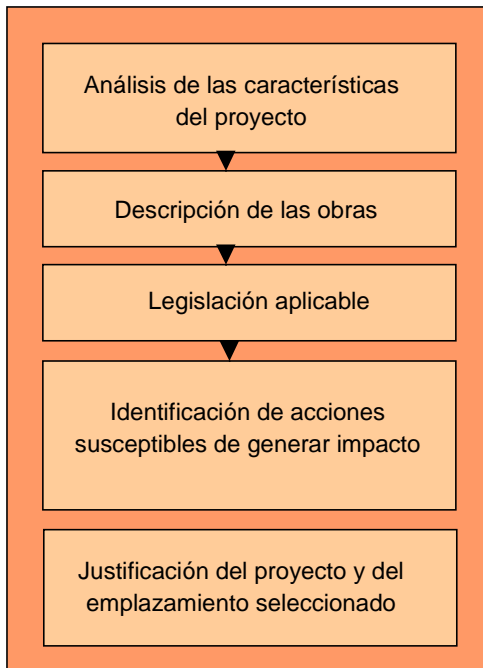 Análisis de las características
del proyecto
Descripción de las obras
Legislación aplicable
Identificación de acciones
susceptibles de generar impacto
Justificación del proyecto y del
emplazamiento seleccionado